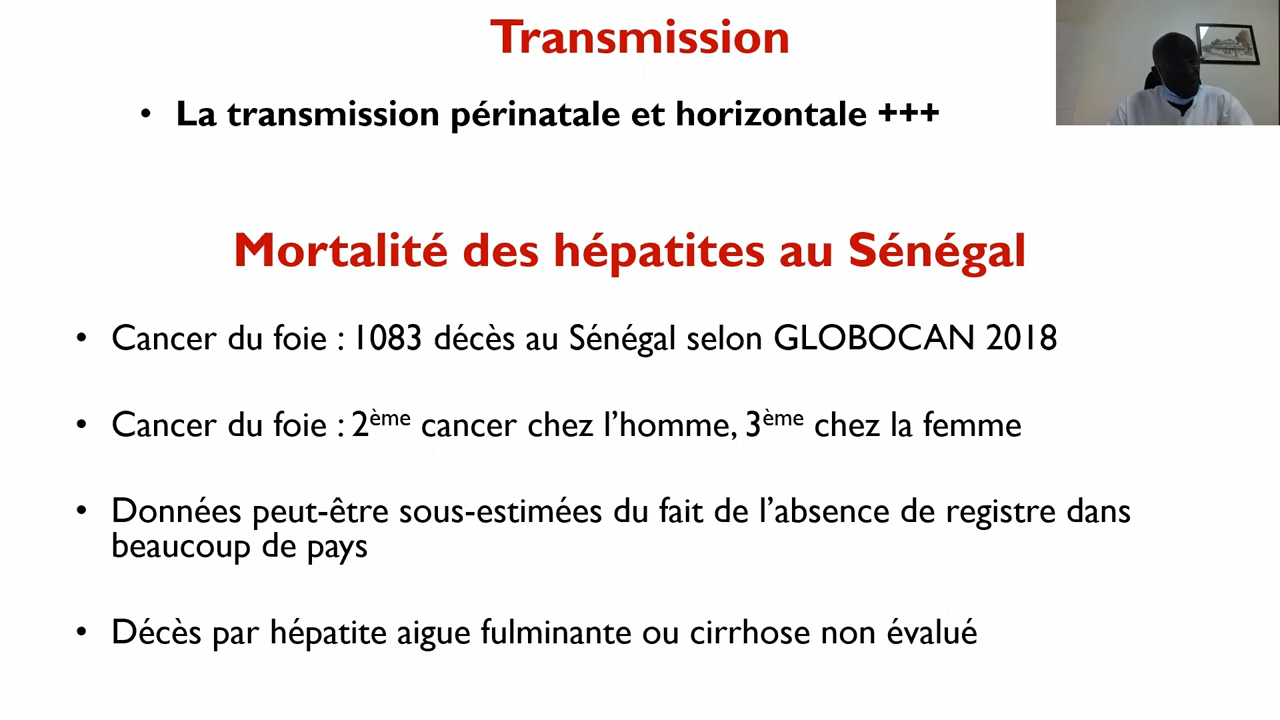 Transmission
• La transmission périnatale et horizontale +++
Mortalité des hépatites au Sénégal
• Cancer du foie : 1083 décès au Sénégal selon GLOBOCAN 2018
• Cancer du foie : 2ème cancer chez l’homme, 3ème chez la femme
• Données peut-être sous-estimées du fait de l’absence de registre dans
beaucoup de pays
• Décès par hépatite aigue fulminante ou cirrhose non évalué